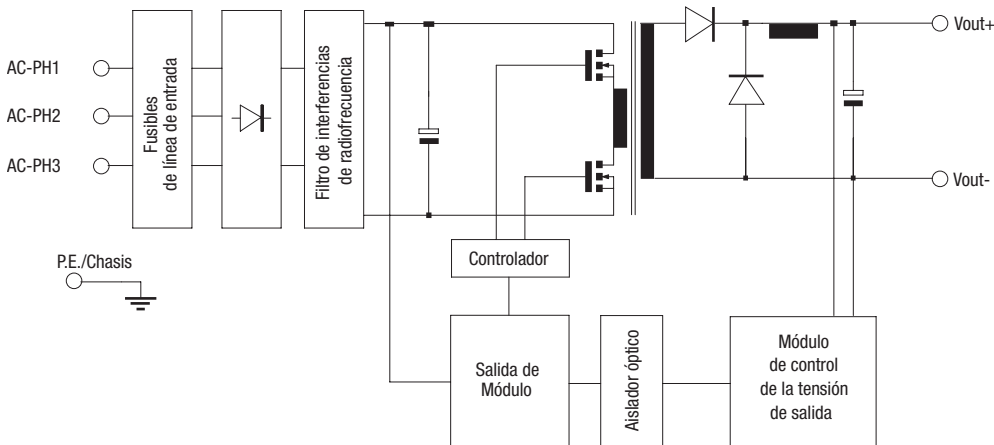 AC-PH1
AC-PH2
AC-PH3
P.E./Chasis
Fusibles
de línea de entrada
Filtro de interferencias
de radiofrecuencia
Controlador
Salida de
Módulo
Aislador óptico
Módulo
de control
de la tensión
de salida
Vout+
Vout-